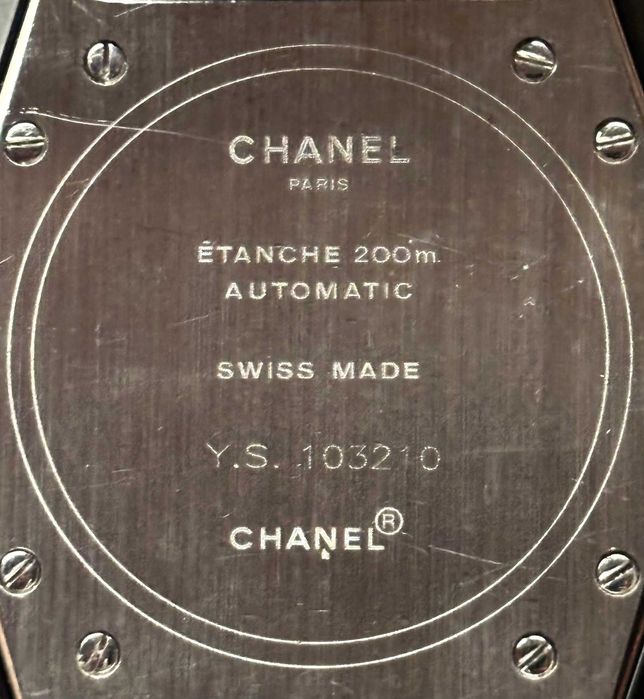 CHANEL
PARIS
ÉTANCHE 200m.
AUTOMATIC
SWISS MADE
Y.S. 103210
CHANEL®